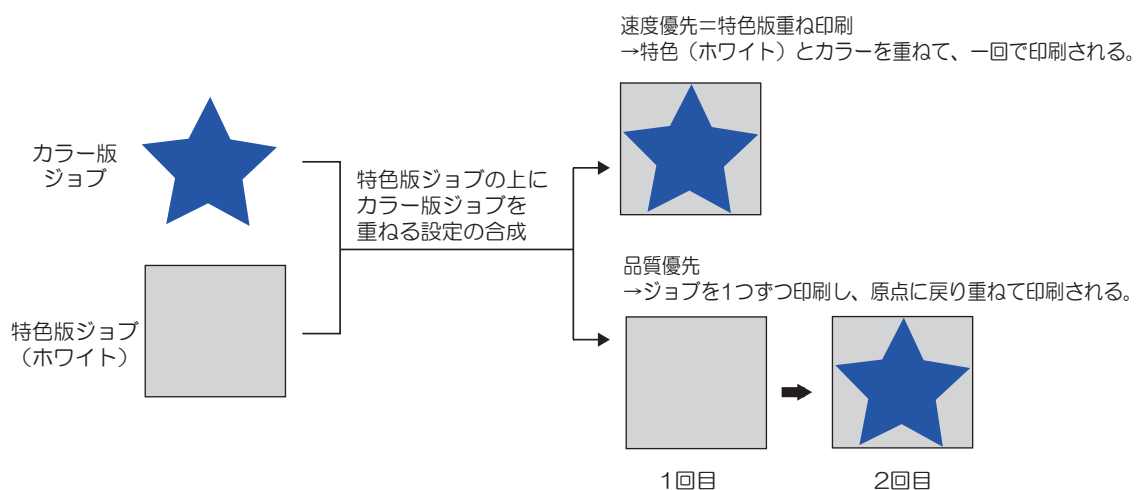 速度優先＝特色版重ね印刷
→特色（ホワイト）とカラーを重ねて、一回で印刷される。
カラー版
ジョブ
特色版ジョブの上に
カラー版ジョブを
重ねる設定の合成
品質優先
→ジョブを1つずつ印刷し、原点に戻り重ねて印刷される。
特色版ジョブ
（ホワイト）
1回目
2回目